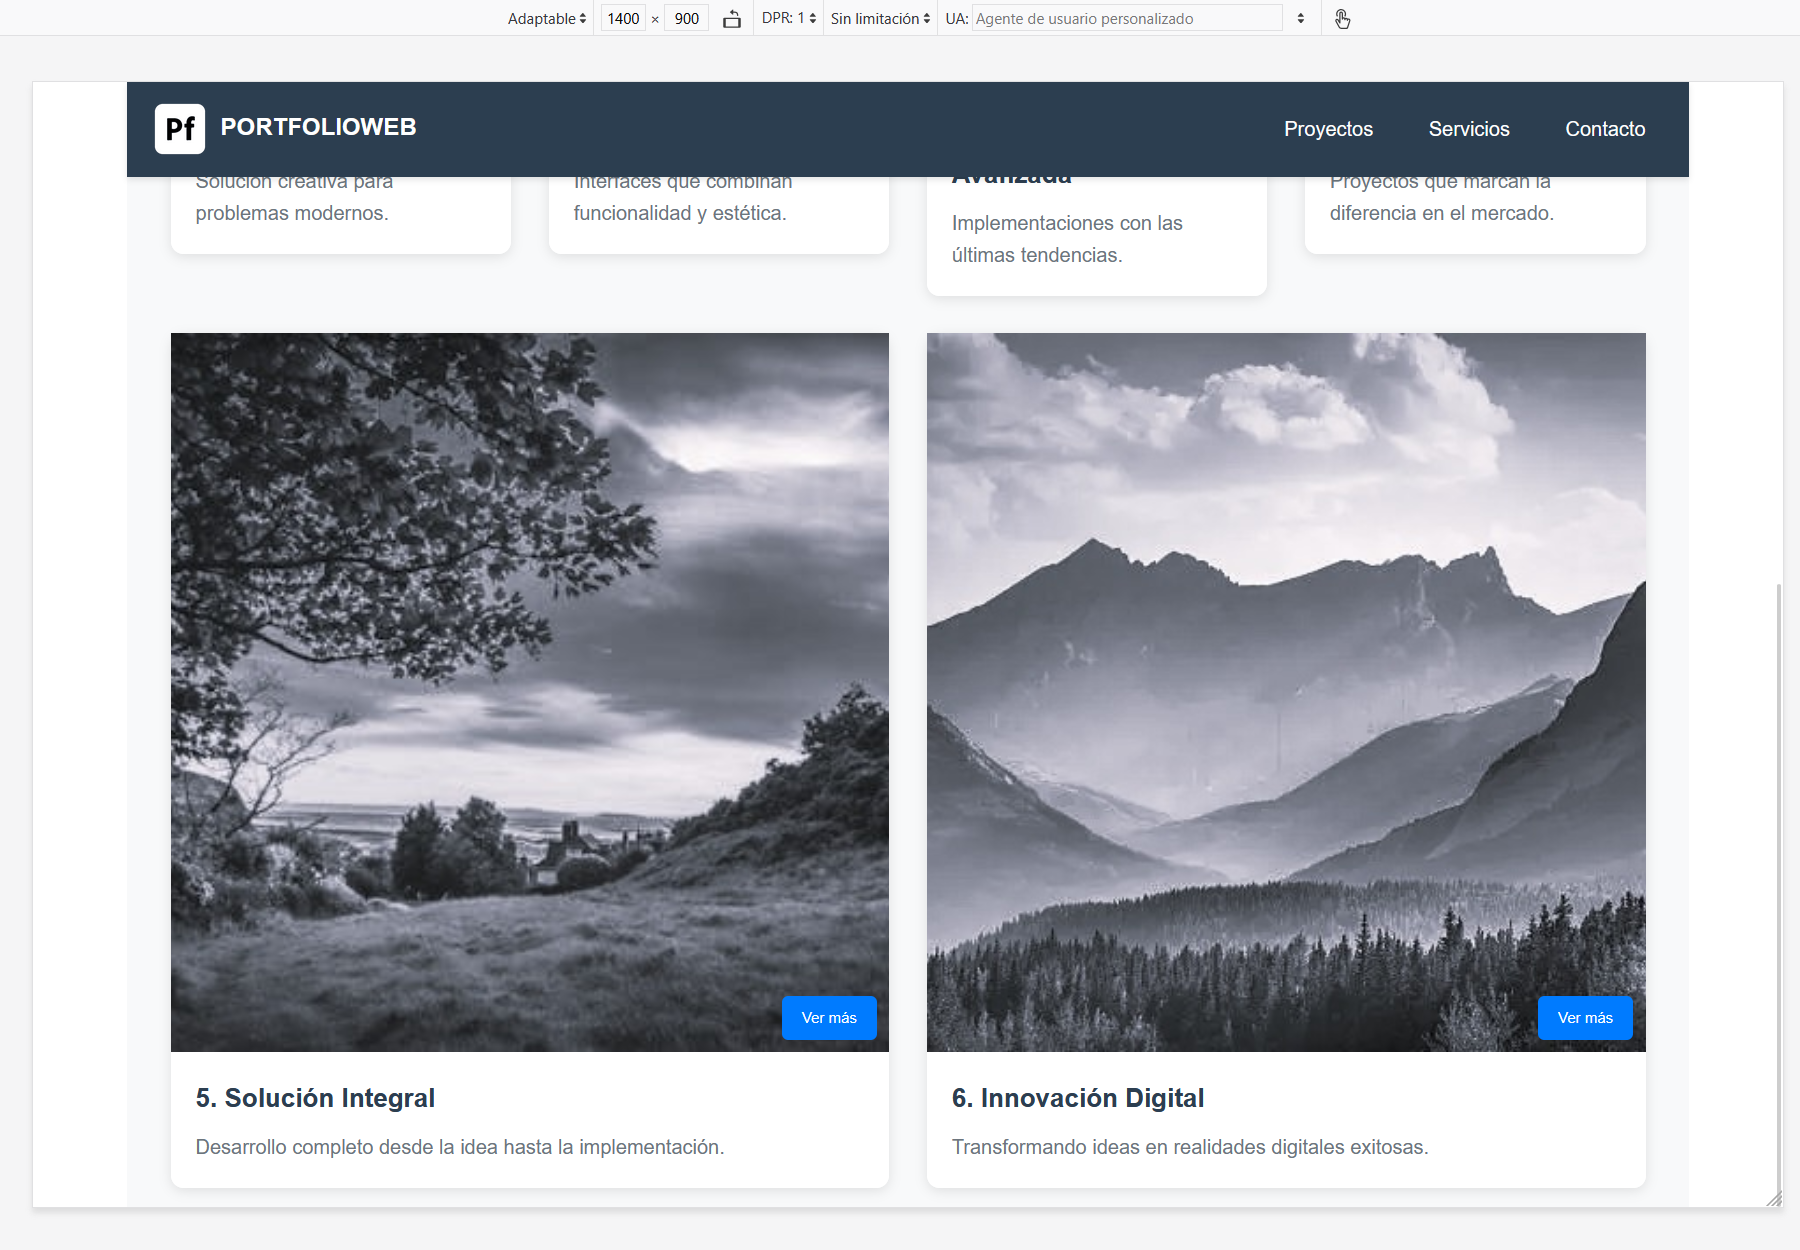 Adaptable 1400 × 900 DPR: 1 Sin limitación UA: Agente de usuario personalizado
Pf PORTFOLIOWEB Proyectos Servicios Contacto
Solución creativa para
problemas modernos.
Interfaces que combinan
funcionalidad y estética.
Avanzada
Implementaciones con las
últimas tendencias.
Proyectos que marcan la
diferencia en el mercado.
Ver más
5. Solución Integral
Desarrollo completo desde la idea hasta la implementación.
Ver más
6. Innovación Digital
Transformando ideas en realidades digitales exitosas.